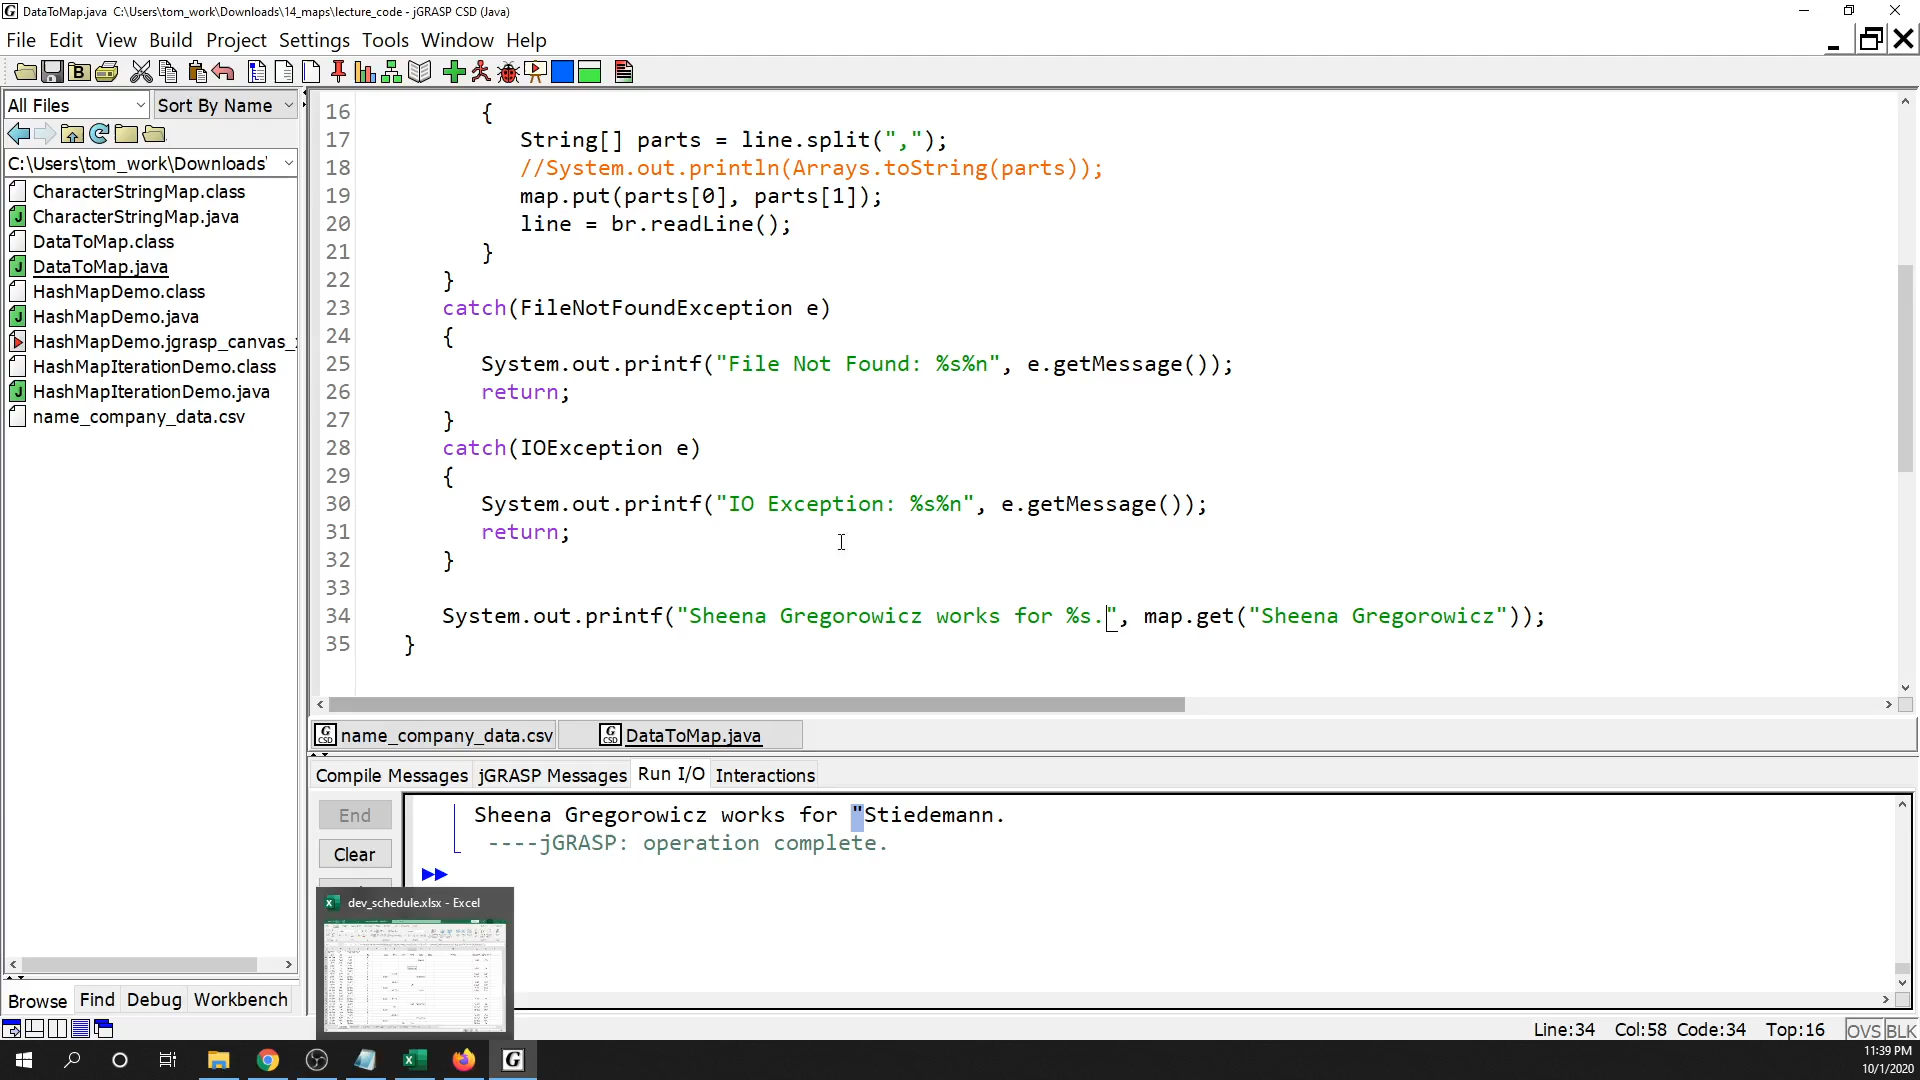 DataToMap.java C:\Users\tom_work\Downloads\14_maps\lecture_code - jGRASP CSD (Java)
File Edit View Build Project Settings Tools Window Help
All Files Sort By Name
C:\Users\tom_work\Downloads'
CharacterStringMap.class
CharacterStringMap.java
DataToMap.class
DataToMap.java
HashMapDemo.class
HashMapDemo.java
HashMapDemo.jgrasp_canvas_
HashMapIterationDemo.class
HashMapIterationDemo.java
name_company_data.csv
Browse Find Debug Workbench
16 {
17 String[] parts = line.split(",");
18 //System.out.println(Arrays.toString(parts));
19 map.put(parts[0], parts[1]);
20 line = br.readLine();
21 }
22 }
23 catch(FileNotFoundException e)
24 {
25 System.out.printf("File Not Found: %s%n", e.getMessage());
26 return;
27 }
28 catch(IOException e)
29 {
30 System.out.printf("IO Exception: %s%n", e.getMessage());
31 return;
32 }
33
34 System.out.printf("Sheena Gregorowicz works for %s.", map.get("Sheena Gregorowicz"));
35 }
name_company_data.csv DataToMap.java
Compile Messages jGRASP Messages Run I/O Interactions
End
Clear
Sheena Gregorowicz works for "Stiedemann.
----jGRASP: operation complete.
dev_schedule.xlsx - Excel
Line:34 Col:58 Code:34 Top:16 OVS BLK
11:39 PM
10/1/2020